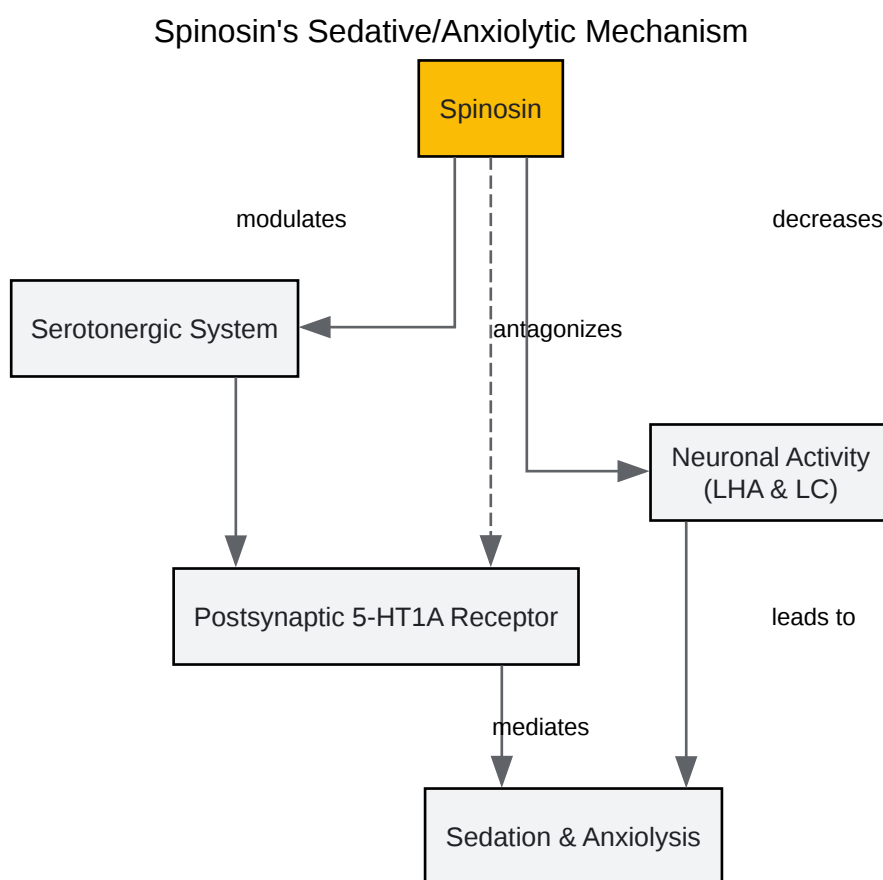 Spinosin's Sedative/Anxiolytic Mechanism
Spinosin
modulates
decreases
Serotonergic System
antagonizes
Neuronal Activity
(LHA & LC)
Postsynaptic 5-HT1A Receptor
leads to
mediates
Sedation & Anxiolysis